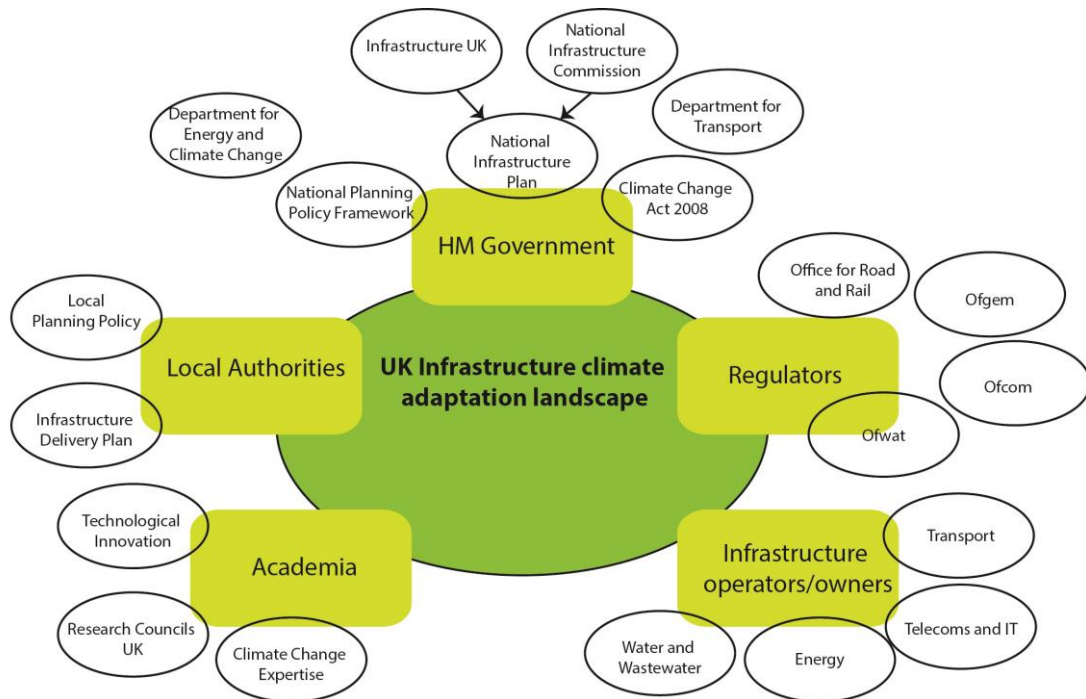 Infrastructure UK
National
Infrastructure
Commission
Department for
Energy and
Climate Change
Department for
Transport
National
Infrastructure
Plan
National Planning
Policy Framework
Climate Change
Act 2008
HM Government
Local
Planning Policy
Office for Road
and Rail
Ofgem
Local Authorities
UK Infrastructure climate
adaptation landscape
Regulators
Ofcom
Infrastructure
Delivery Plan
Ofwat
Technological
Innovation
Academia
Infrastructure
operators/owners
Transport
Research Councils
UK
Climate Change
Expertise
Water and
Wastewater
Energy
Telecoms and IT